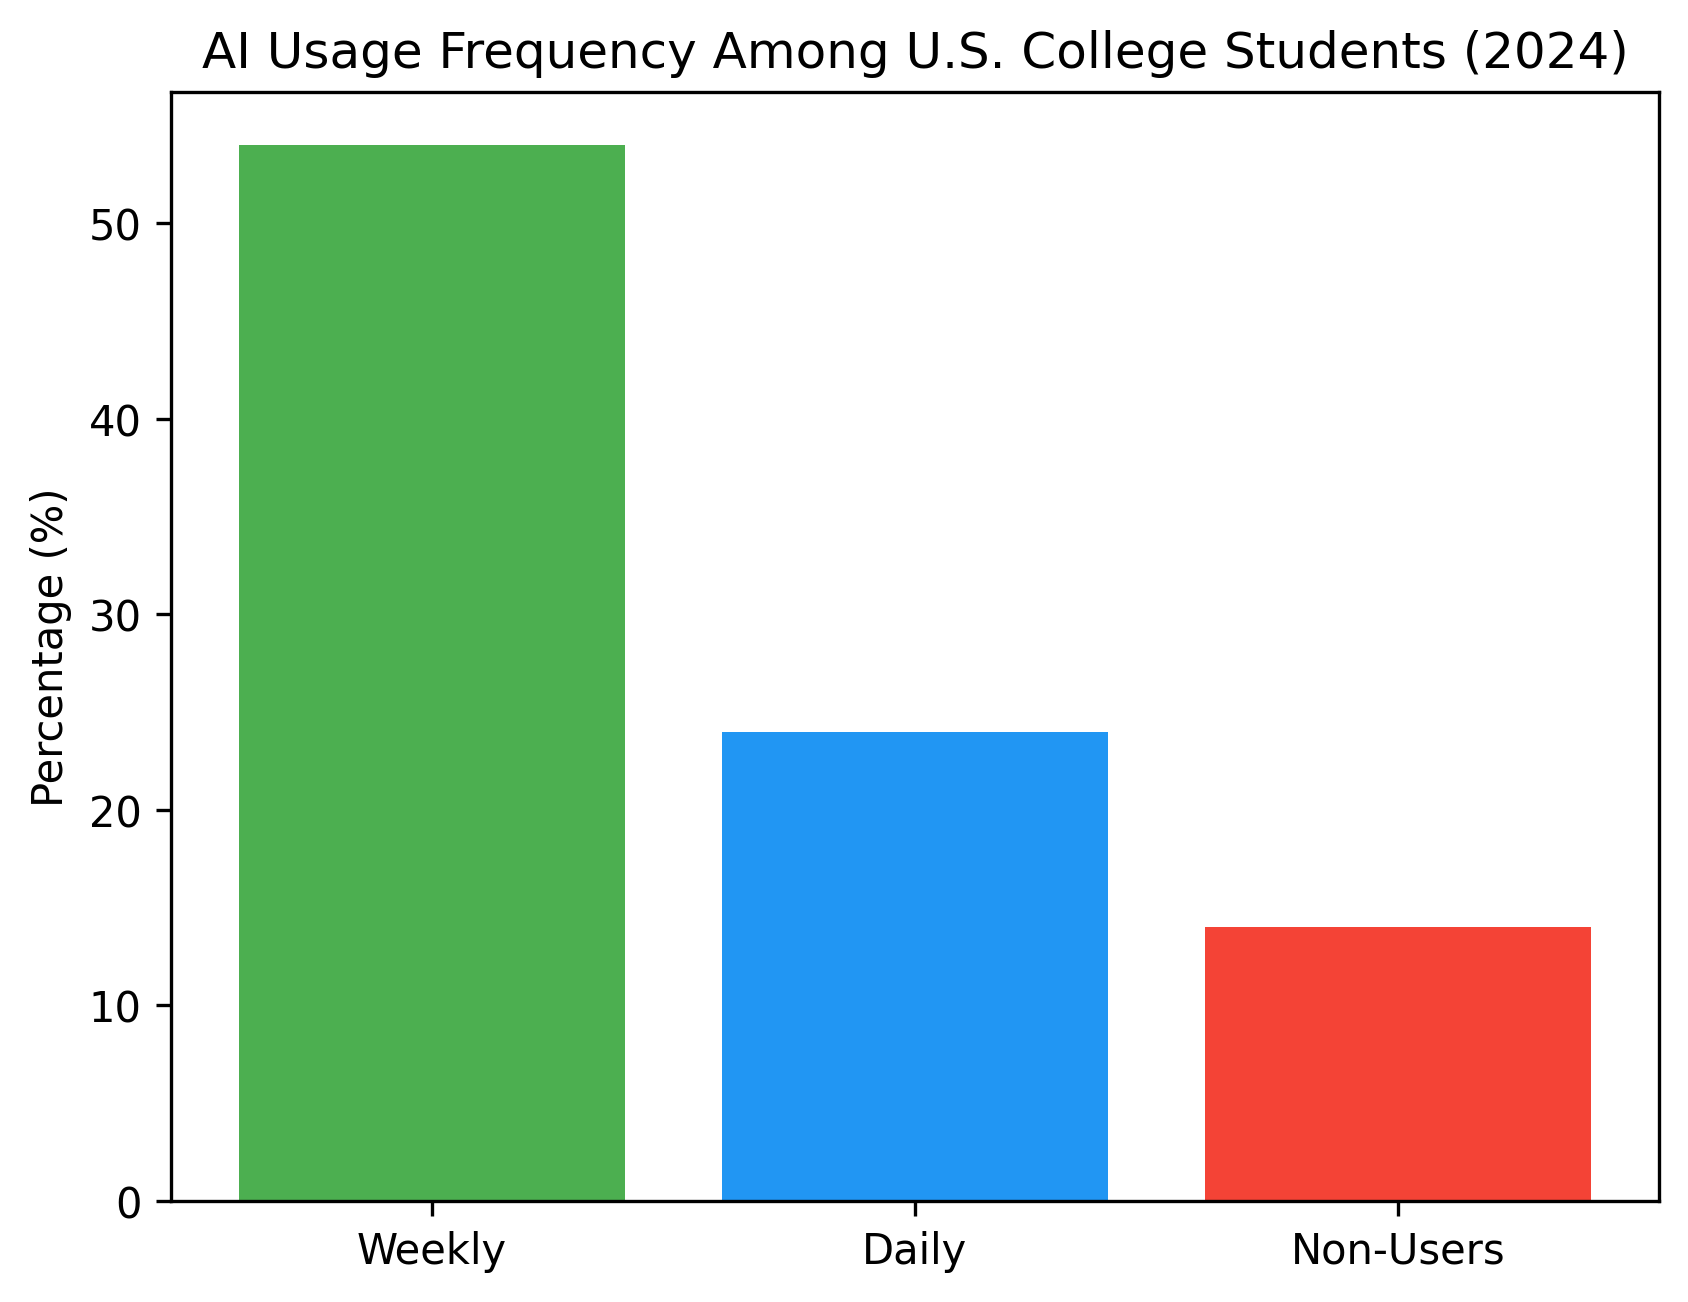 AI Usage Frequency Among U.S. College Students (2024)
Percentage (%)
50
40
30
20
10
0
Weekly
Daily
Non-Users